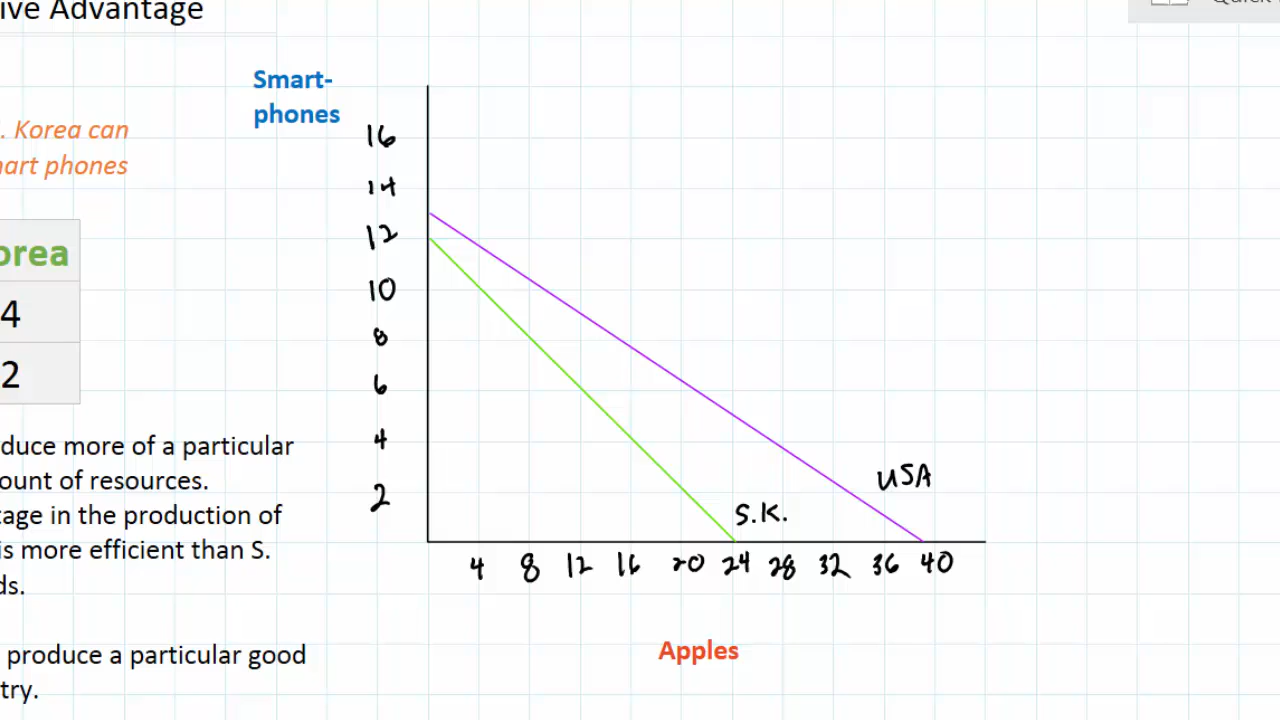 ive Advantage
Smart-
phones
. Korea can
art phones
orea
4
2
duce more of a particular
ount of resources.
age in the production of
is more efficient than S.
ds.
produce a particular good
try.
16
14
12
10
8
6
4
2
USA
S.K.
4 8 12 16 20 24 28 32 36 40
Apples